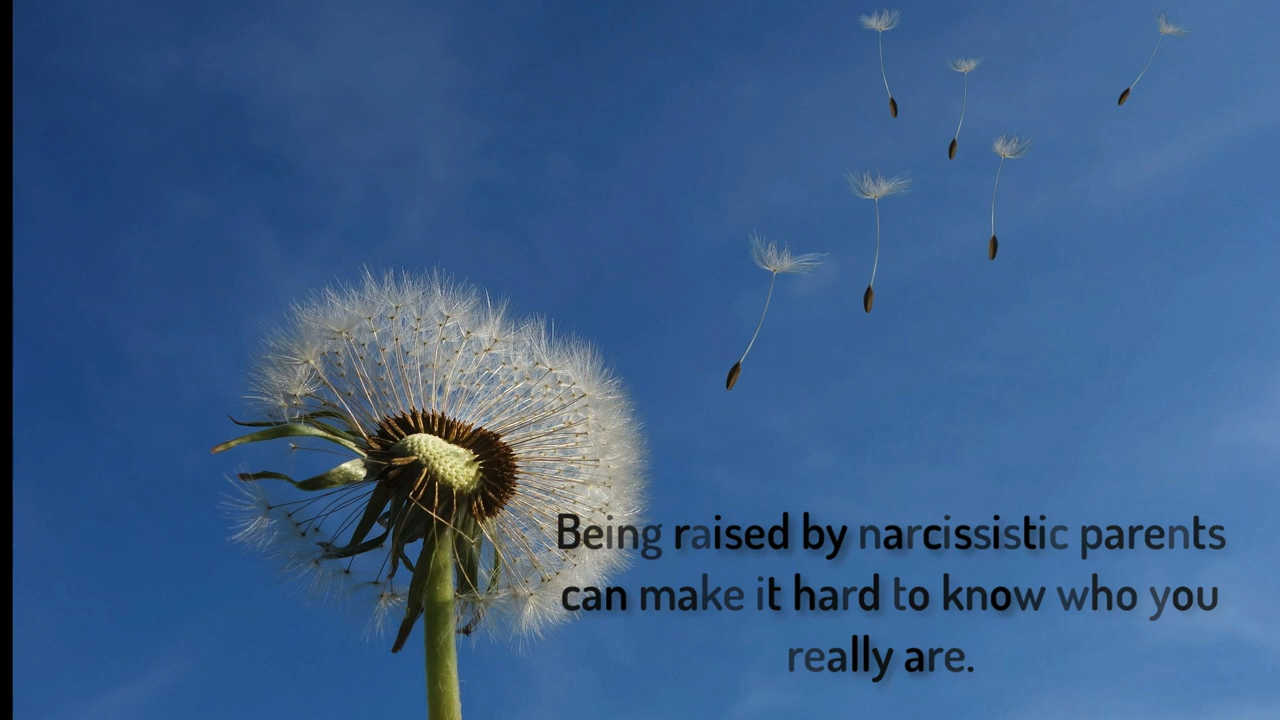 Being raised by narcissistic parents
can make it hard to know who you
really are.